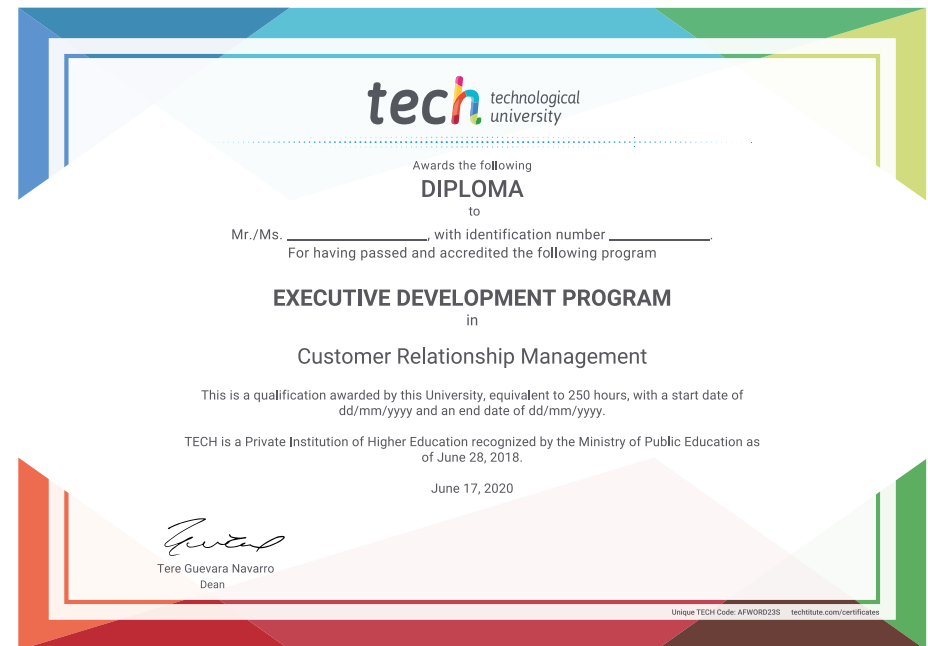 tech technological
university
Awards the following
DIPLOMA
to
Mr./Ms. ____________________, with identification number ______________.
For having passed and accredited the following program
EXECUTIVE DEVELOPMENT PROGRAM
in
Customer Relationship Management
This is a qualification awarded by this University, equivalent to 250 hours, with a start date of
dd/mm/yyyy and an end date of dd/mm/yyyy.
TECH is a Private Institution of Higher Education recognized by the Ministry of Public Education as
of June 28, 2018.
June 17, 2020
Tere Guevara Navarro
Dean
Unique TECH Code: AFWORD23S techtitute.com/certificates